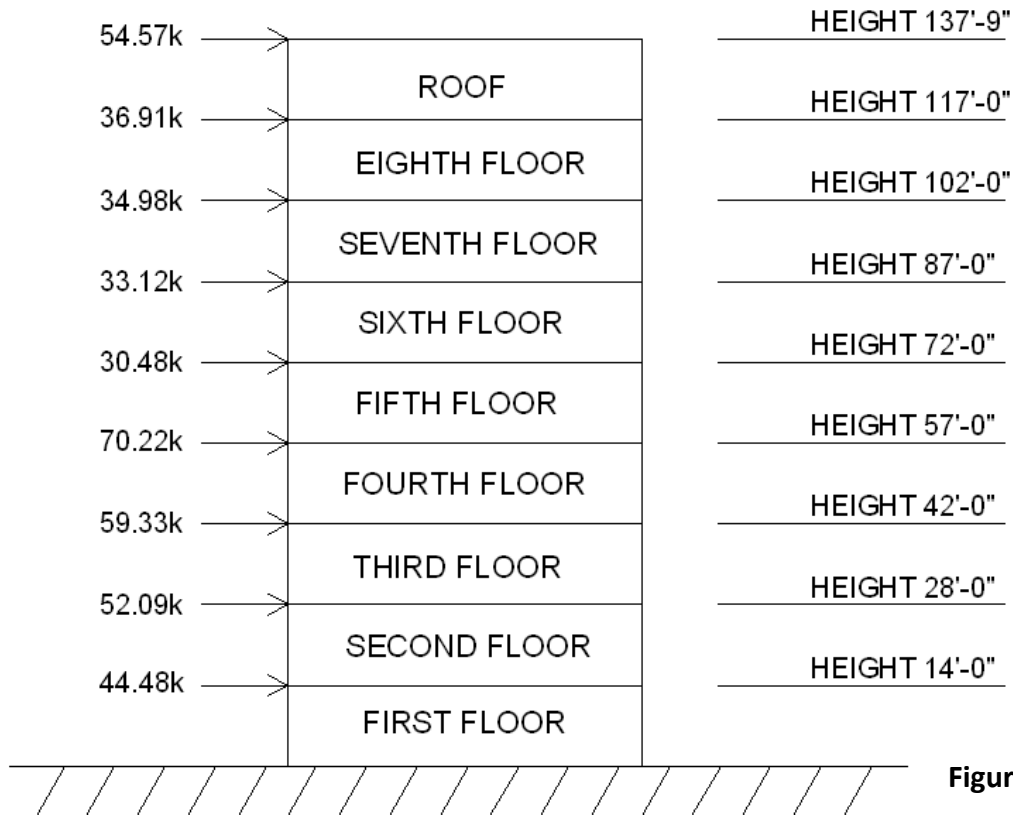 HEIGHT 137'-9"
54.57k
ROOF
HEIGHT 117'-0"
36.91k
EIGHTH FLOOR
HEIGHT 102'-0"
34.98k
SEVENTH FLOOR
HEIGHT 87'-0"
33.12k
SIXTH FLOOR
HEIGHT 72'-0"
30.48k
FIFTH FLOOR
HEIGHT 57'-0"
70.22k
FOURTH FLOOR
HEIGHT 42'-0"
59.33k
THIRD FLOOR
HEIGHT 28'-0"
52.09k
SECOND FLOOR
HEIGHT 14'-0"
44.48k
FIRST FLOOR
Figur